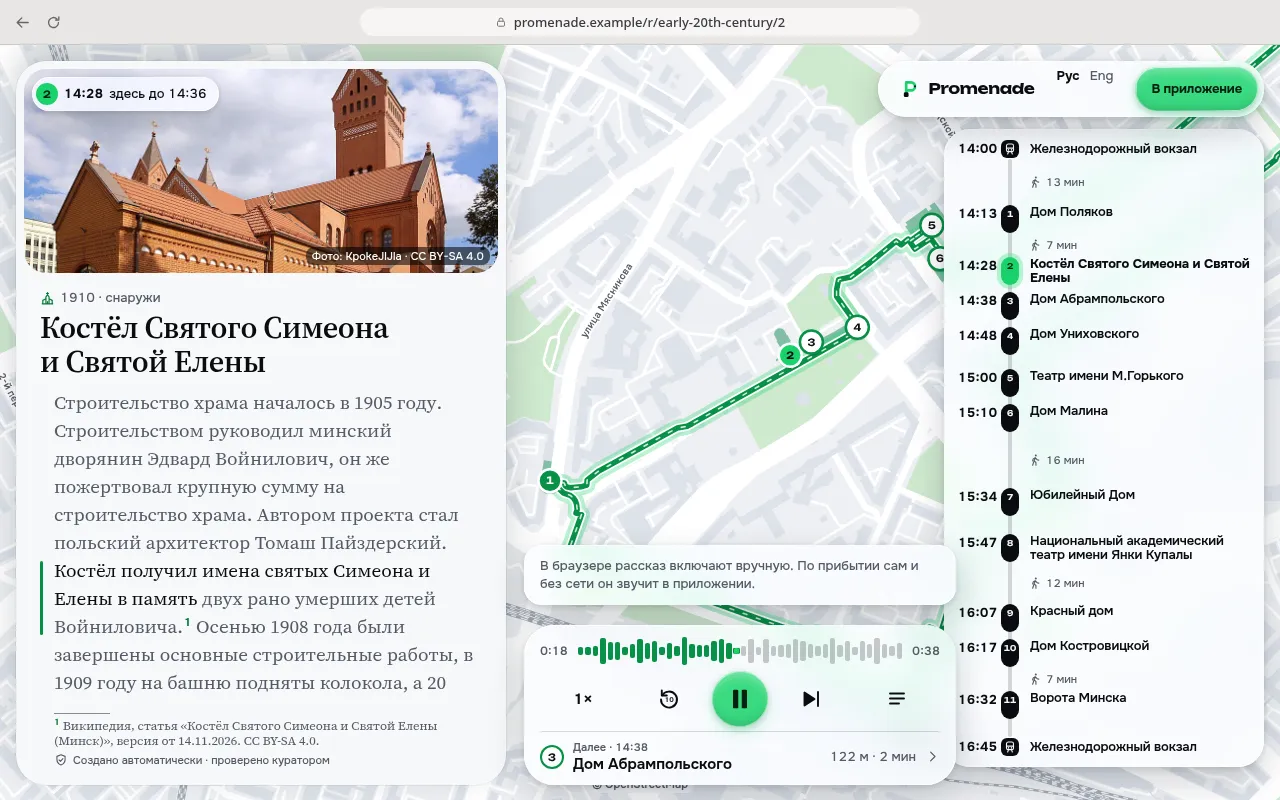 promenade.example/r/early-20th-century/2
2 14:28 здесь до 14:36
Фото: KpokeJlJla · CC BY-SA 4.0
1910 · снаружи
Костёл Святого Симеона
и Святой Елены
Строительство храма началось в 1905 году.
Строительством руководил минский
дворянин Эдвард Войнилович, он же
пожертвовал крупную сумму на
строительство храма. Автором проекта стал
польский архитектор Томаш Пайздерский.
Костёл получил имена святых Симеона и
Елены в память двух рано умерших детей
Войниловича.¹ Осенью 1908 года были
завершены основные строительные работы, в
1909 году на башню подняты колокола, а 20
¹ Википедия, статья «Костёл Святого Симеона и Святой Елены
(Минск)», версия от 14.11.2026. CC BY-SA 4.0.
Создано автоматически · проверено куратором
2-й пер
улица Мясникова
ской
1
2
3
4
5
6
В браузере рассказ включают вручную. По прибытии сам и
без сети он звучит в приложении.
0:18
0:38
1×
10
3
Далее · 14:38
Дом Абрампольского
122 м · 2 мин
© OpenStreetMap
Promenade
Рус Eng
В приложение
14:00 Железнодорожный вокзал
13 мин
14:13 1 Дом Поляков
7 мин
14:28 2 Костёл Святого Симеона и Святой
Елены
14:38 3 Дом Абрампольского
14:48 4 Дом Униховского
15:00 5 Театр имени М.Горького
15:10 6 Дом Малина
16 мин
15:34 7 Юбилейный Дом
15:47 8 Национальный академический
театр имени Янки Купалы
12 мин
16:07 9 Красный дом
16:17 10 Дом Костровицкой
7 мин
16:32 11 Ворота Минска
16:45 Железнодорожный вокзал